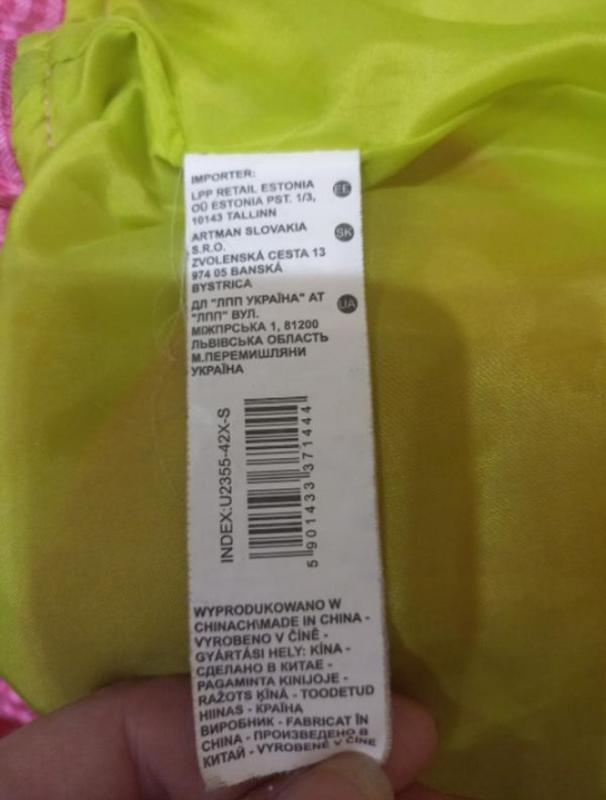 IMPORTER:
LPP RETAIL ESTONIA
OÜ ESTONIA PST. 1/3,
10143 TALLINN
EE
ARTMAN SLOVAKIA
S.R.O.
ZVOLENSKÁ CESTA 13
974 05 BANSKÁ
BYSTRICA
SK
ДЛ "ЛПП УКРАЇНА" АТ
"ЛПП" ВУЛ.
МІЖПРСЬКА 1, 81200
ЛЬВІВСЬКА ОБЛАСТЬ
М.ПЕРЕМИШЛЯНИ
УКРАЇНА
UA
INDEX:U2355-42X-S
5 901433 371444
WYPRODUKOWANO W
CHINACH\MADE IN CHINA -
VYROBENO V ČÍNĚ -
GYÁRTÁSI HELY: KÍNA -
СДЕЛАНО В КИТАЕ -
PAGAMINTA KINIJOJE -
RAŽOTS ĶĪNĀ - TOODETUD
HIINAS - КРАЇНА
ВИРОБНИК - FABRICAT ÎN
CHINA - ПРОИЗВЕДЕНО В
КИТАЙ - VYROBENÉ V ČÍNE